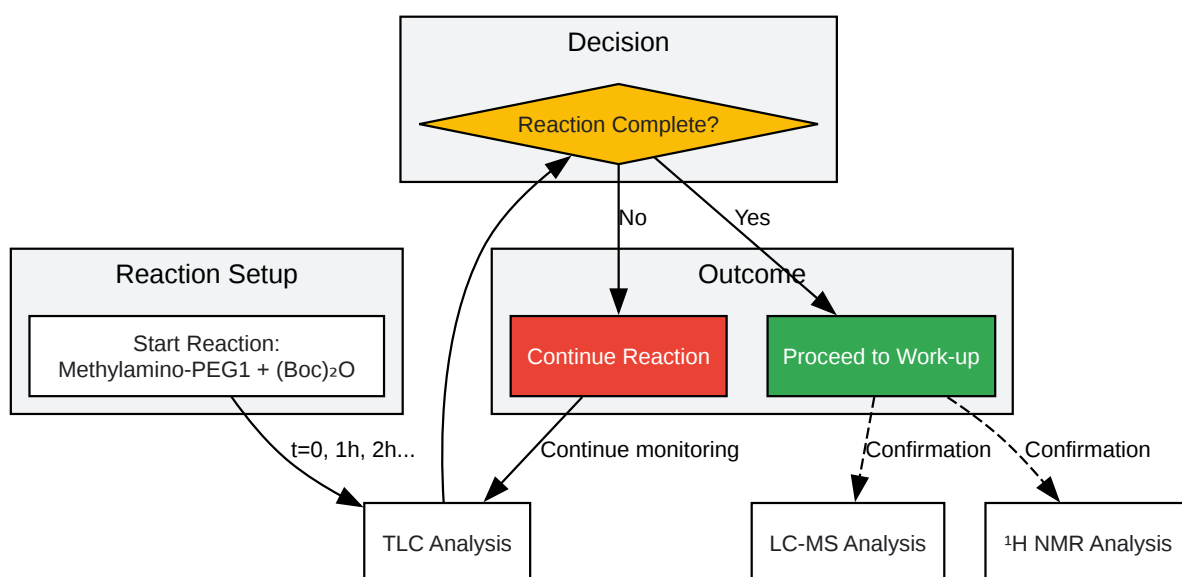 Decision
Reaction Complete?
No
Yes
Reaction Setup
Outcome
Start Reaction:
Methylamino-PEG1 + (Boc)₂O
Continue Reaction
Proceed to Work-up
t=0, 1h, 2h...
Continue monitoring
Confirmation
Confirmation
TLC Analysis
LC-MS Analysis
¹H NMR Analysis